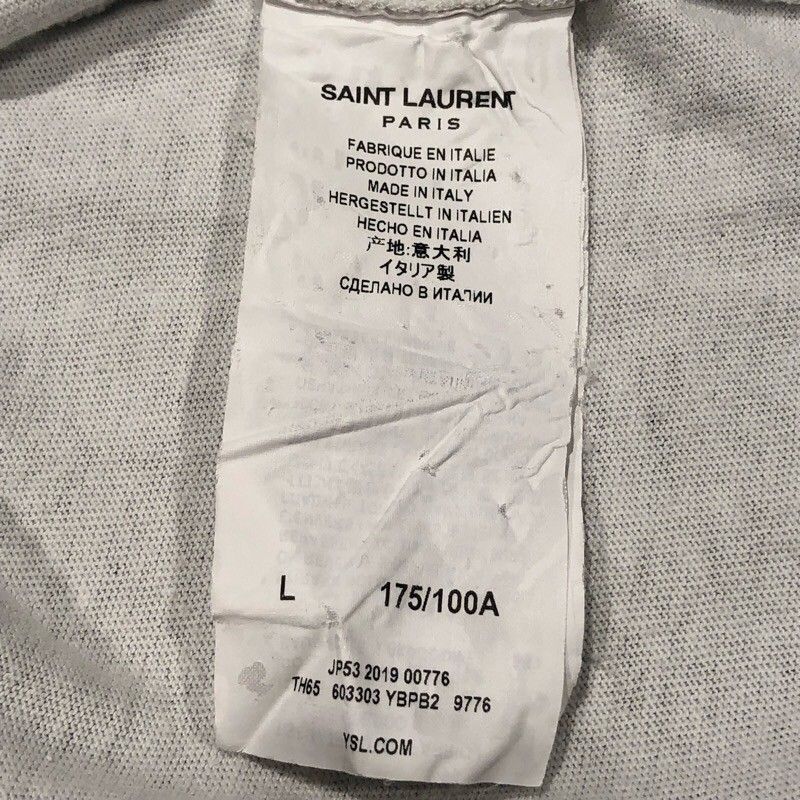 SAINT LAURENT
PARIS
FABRIQUE EN ITALIE
PRODOTTO IN ITALIA
MADE IN ITALY
HERGESTELLT IN ITALIEN
HECHO EN ITALIA
产地:意大利
イタリア製
СДЕЛАНО В ИТАЛИИ
L 175/100A
JP53 2019 00776
TH65 603303 YBPB2 9776
YSL.COM